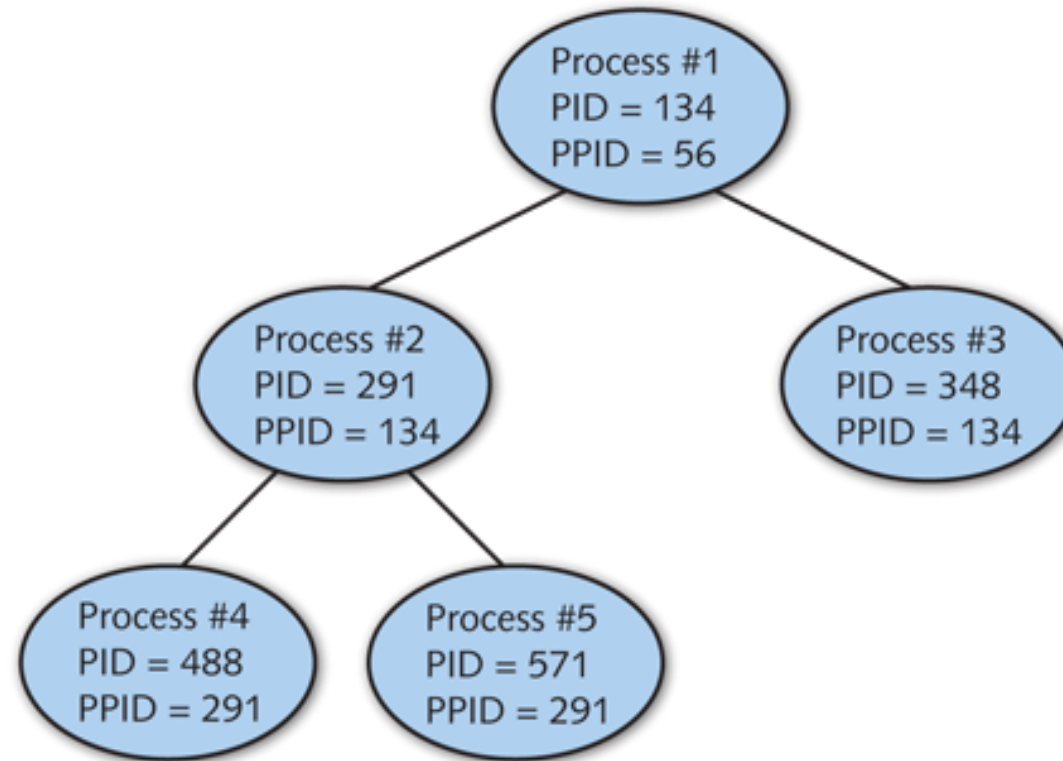 Process #1
PID = 134
PPID = 56
Process #2
PID = 291
PPID = 134
Process #3
PID = 348
PPID = 134
Process #4
PID = 488
PPID = 291
Process #5
PID = 571
PPID = 291